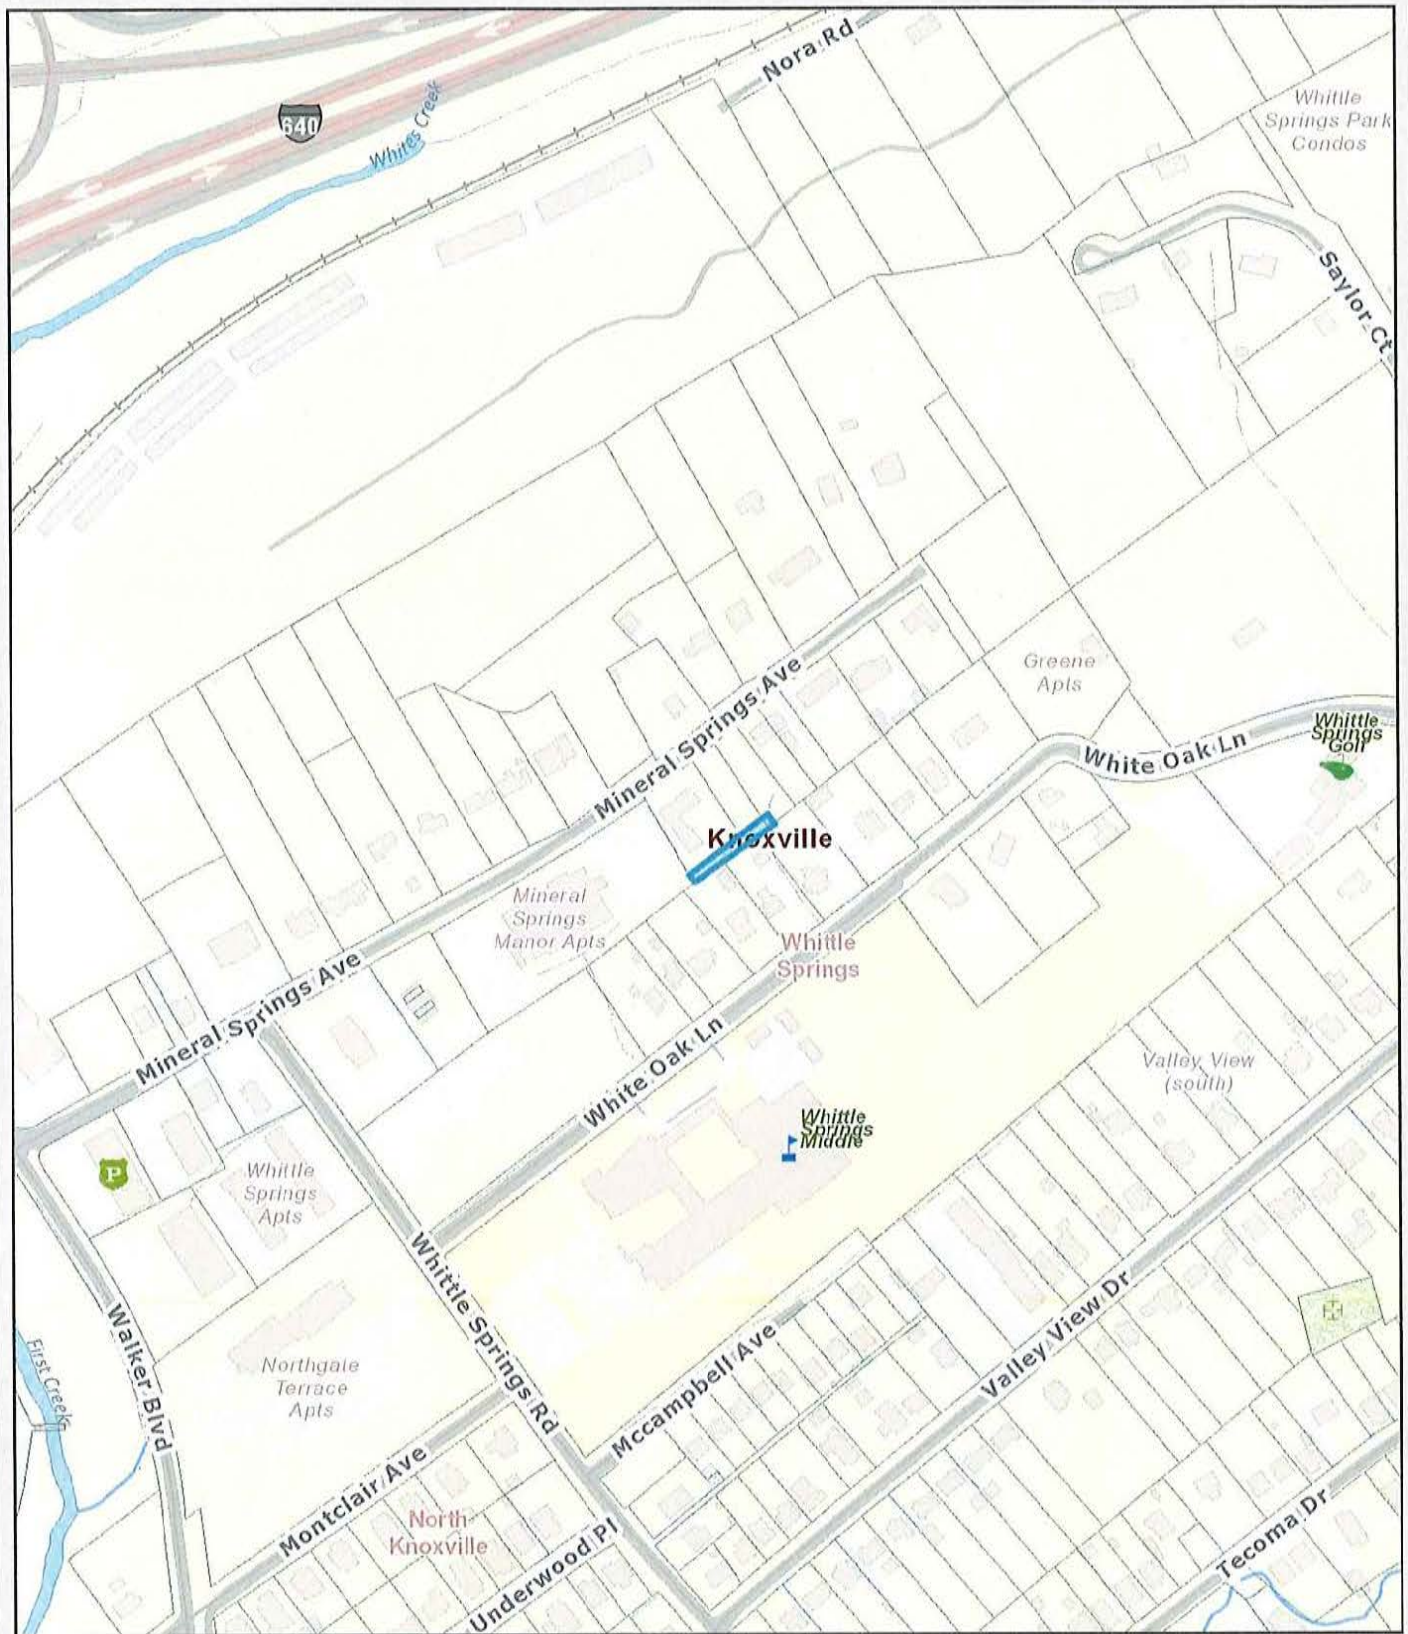 Nora Rd
Whittle
Springs Park
Condos
640
Whites Creek
Saylor Ct
Greene
Apts
Mineral Springs Ave
White Oak Ln
Whittle
Springs
Golf
Knoxville
Mineral
Springs
Manor Apts
Whittle
Springs
Mineral Springs Ave
White Oak Ln
Valley View
(south)
Whittle
Springs
Middle
P
Whittle
Springs
Apts
Whittle Springs Rd
Walker Blvd
First Creek
Northgate
Terrace
Apts
Mccampbell Ave
Valley View Dr
Montclair Ave
North
Knoxville
Underwood Pl
Tecoma Dr